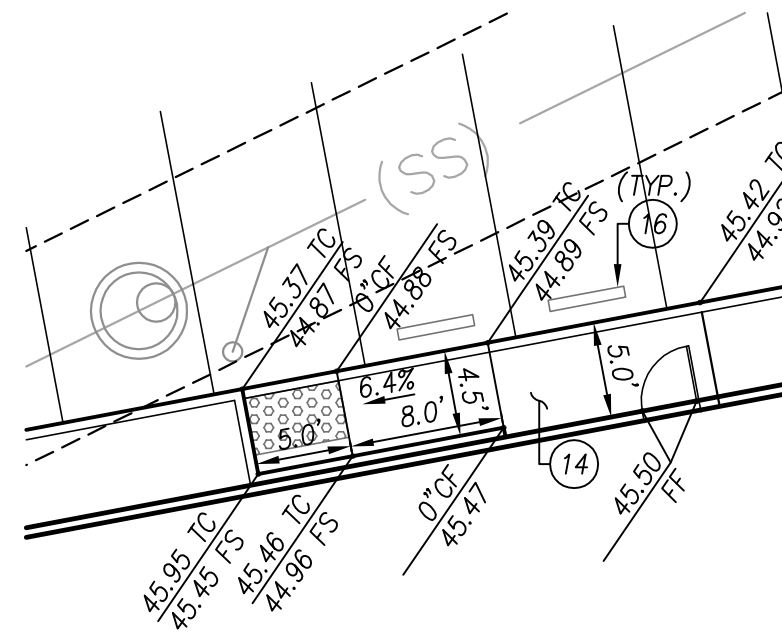 (SS)
(TYP.)
16
45.37 TC
44.87 FS
0"CF
44.88 FS
45.39 TC
44.89 FS
45.42 TC
6.4%
8.0'
4.5'
5.0'
5.0'
14
45.95 TC
45.45 FS
45.46 TC
44.96 FS
0"CF
45.47
45.50
FF